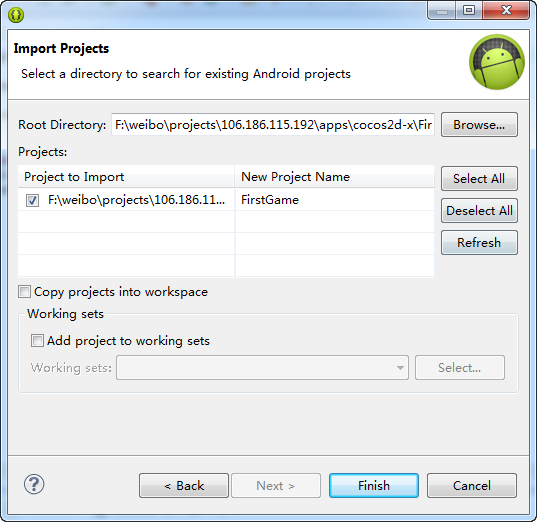 Import Projects
Select a directory to search for existing Android projects
Root Directory: F:\weibo\projects\106.186.115.192\apps\cocos2d-x\Fir Browse...
Projects:
Project to Import New Project Name Select All
F:\weibo\projects\106.186.11... FirstGame
Deselect All
Refresh
Copy projects into workspace
Working sets
Add project to working sets
Working sets: Select...
? < Back Next > Finish Cancel